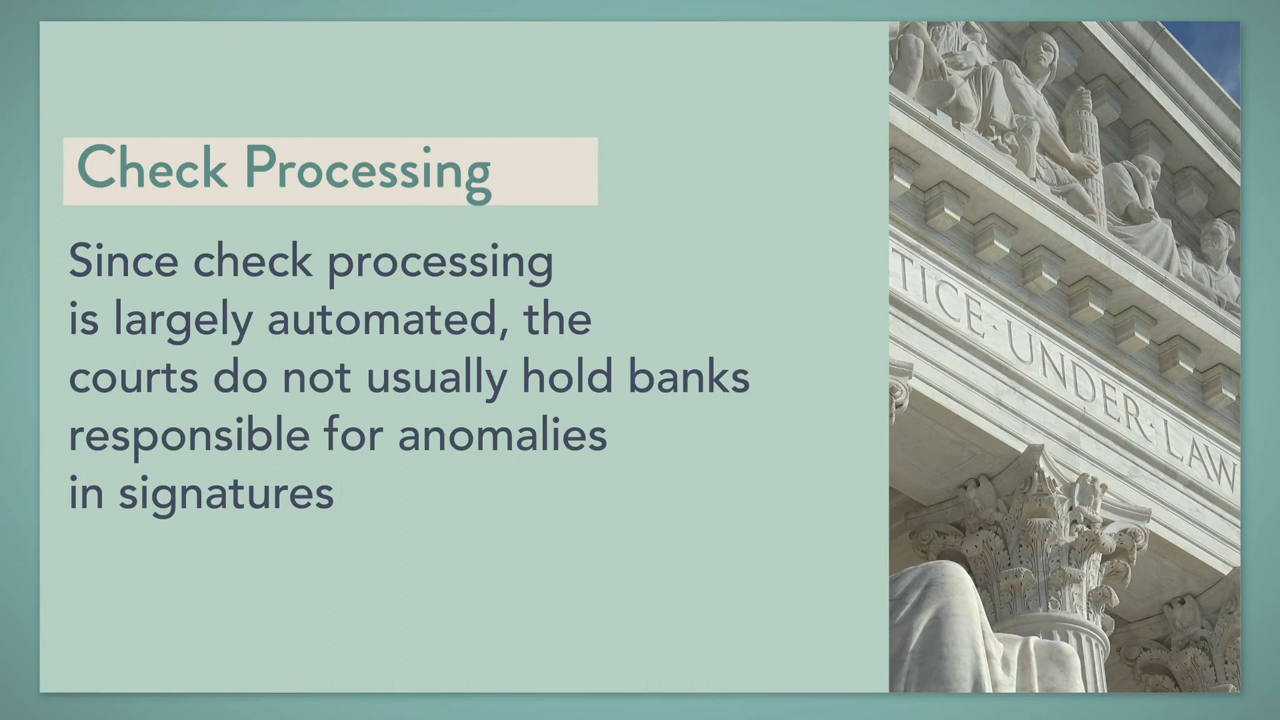 Check Processing
Since check processing
is largely automated, the
courts do not usually hold banks
responsible for anomalies
in signatures
TICE·UNDER·LAW